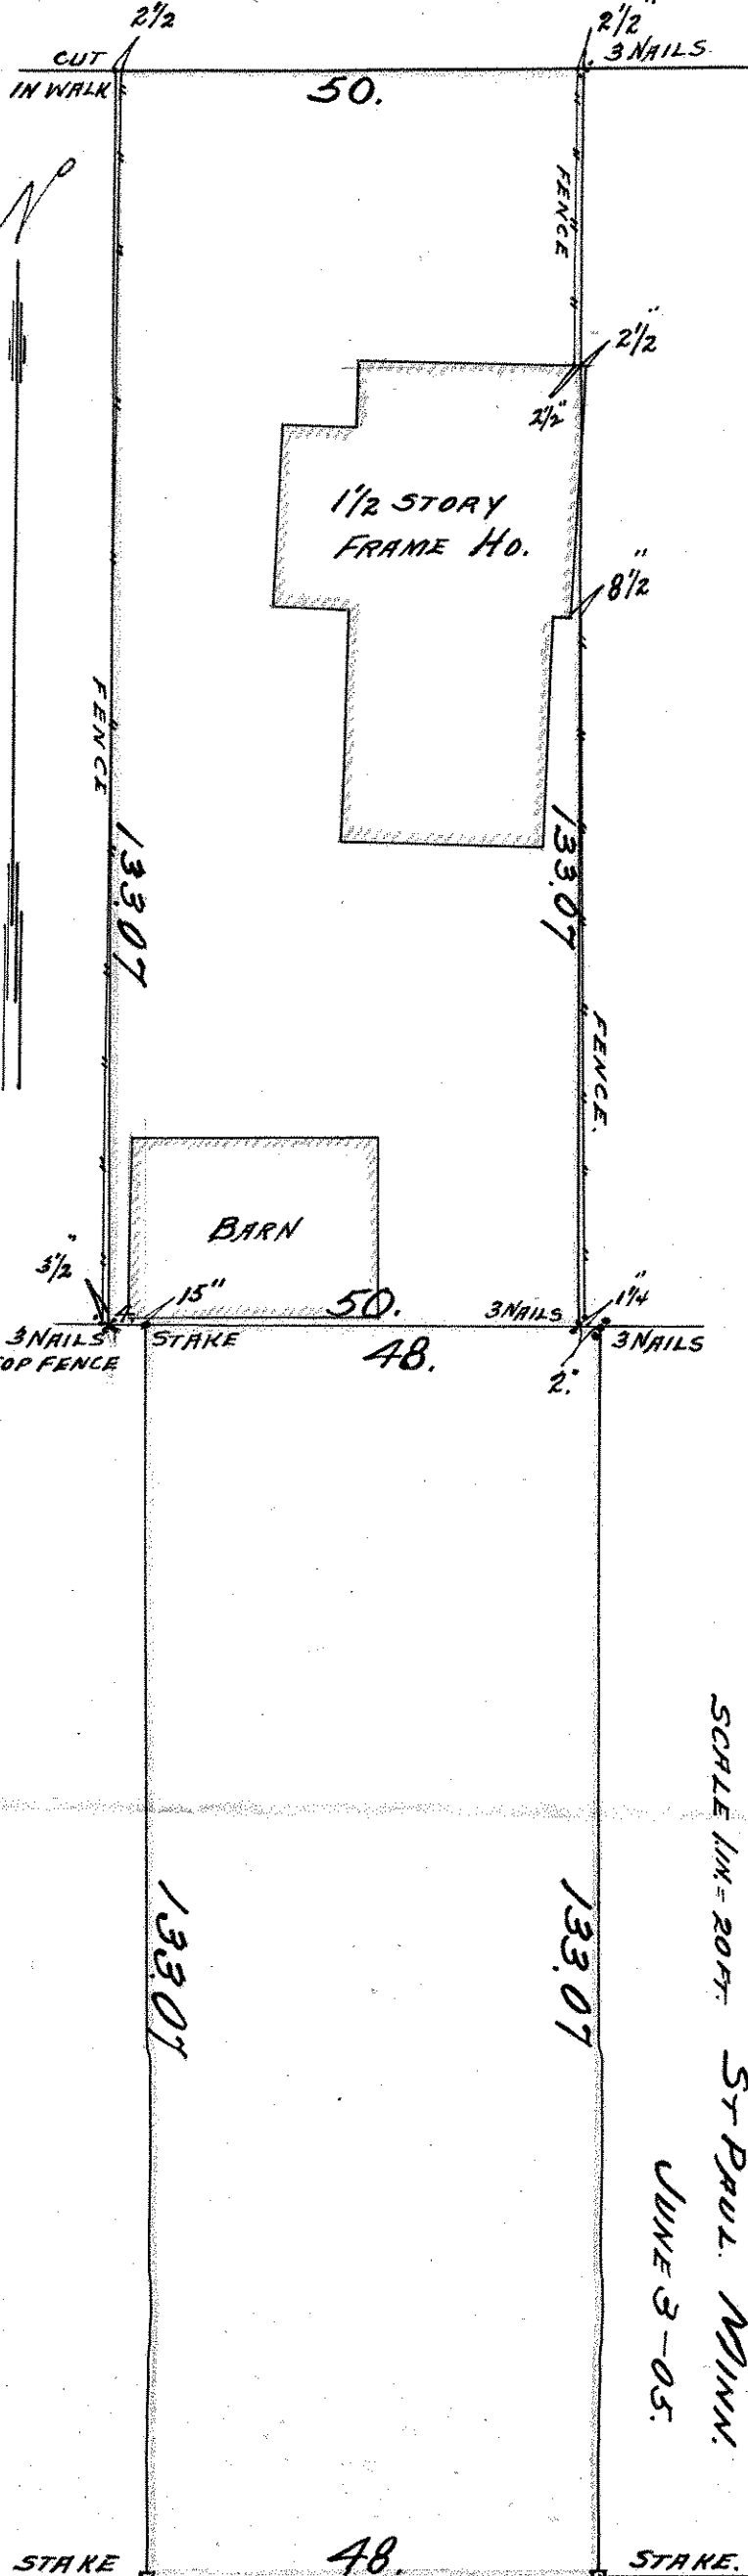 2½
CUT
IN WALK
50.
2½"
3 NAILS
N
FENCE
2½"
2½"
1½ STORY
FRAME HO.
8½"
FENCE
133.07
133.07
FENCE.
BARN
3½"
3 NAILS
TOP FENCE
4.
15"
STAKE
50.
48.
3 NAILS
1¼"
2."
3 NAILS
133.07
133.07
SCALE 1 IN. = 20 FT.
ST PAUL. MINN.
JUNE 3-05.
STAKE
48.
STAKE.